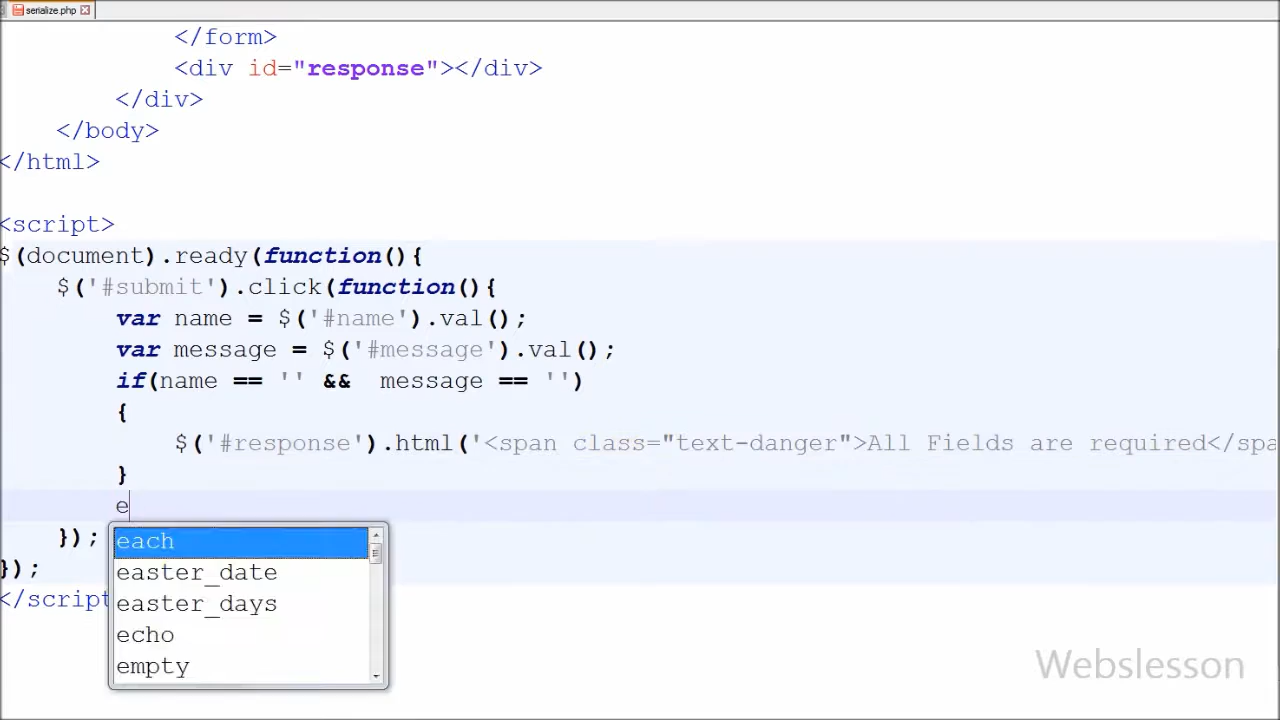 serialize.php
</form>
<div id="response"></div>
</div>
</body>
</html>
<script>
$(document).ready(function(){
$('#submit').click(function(){
var name = $('#name').val();
var message = $('#message').val();
if(name == '' &&  message == '')
{
$('#response').html('<span class="text-danger">All Fields are required</spa
}
e
});
each
});
easter_date
</script
easter_days
echo
empty
Webslesson